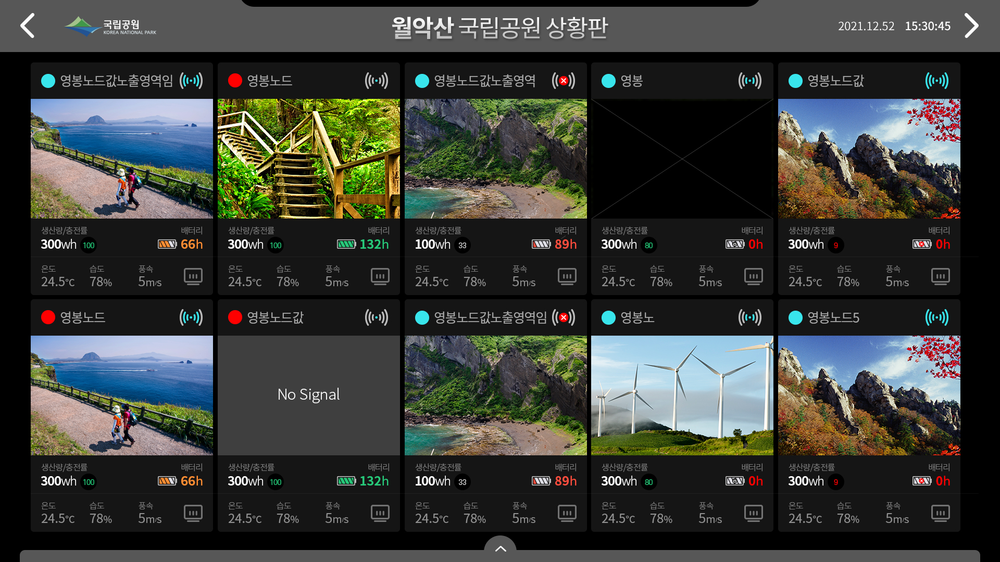 국립공원
KOREA NATIONAL PARK
월악산 국립공원 상황판
2021.12.52 15:30:45
영봉노드값노출영역임
생산량/충전률 배터리
300wh 100 66h
온도 습도 풍속
24.5°C 78% 5m/s
영봉노드
생산량/충전률 배터리
300wh 100 132h
온도 습도 풍속
24.5°C 78% 5m/s
영봉노드값노출영역
생산량/충전률 배터리
100wh 33 89h
온도 습도 풍속
24.5°C 78% 5m/s
영봉
생산량/충전률 배터리
300wh 80 0h
온도 습도 풍속
24.5°C 78% 5m/s
영봉노드값
생산량/충전률 배터리
300wh 9 0h
온도 습도 풍속
24.5°C 78% 5m/s
영봉노드
생산량/충전률 배터리
300wh 100 66h
온도 습도 풍속
24.5°C 78% 5m/s
영봉노드값
No Signal
생산량/충전률 배터리
300wh 100 132h
온도 습도 풍속
24.5°C 78% 5m/s
영봉노드값노출영역임
생산량/충전률 배터리
100wh 33 89h
온도 습도 풍속
24.5°C 78% 5m/s
영봉노
생산량/충전률 배터리
300wh 80 0h
온도 습도 풍속
24.5°C 78% 5m/s
영봉노드5
생산량/충전률 배터리
300wh 9 0h
온도 습도 풍속
24.5°C 78% 5m/s